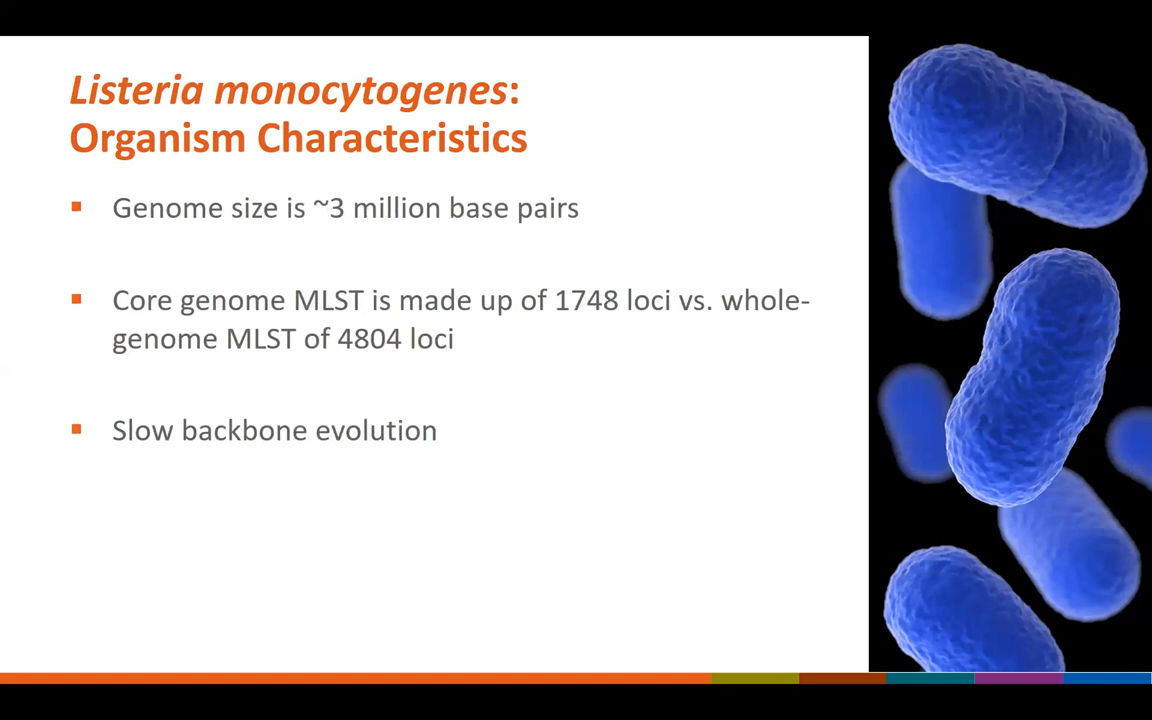 Listeria monocytogenes:
Organism Characteristics
▪ Genome size is ~3 million base pairs
▪ Core genome MLST is made up of 1748 loci vs. whole-
genome MLST of 4804 loci
▪ Slow backbone evolution